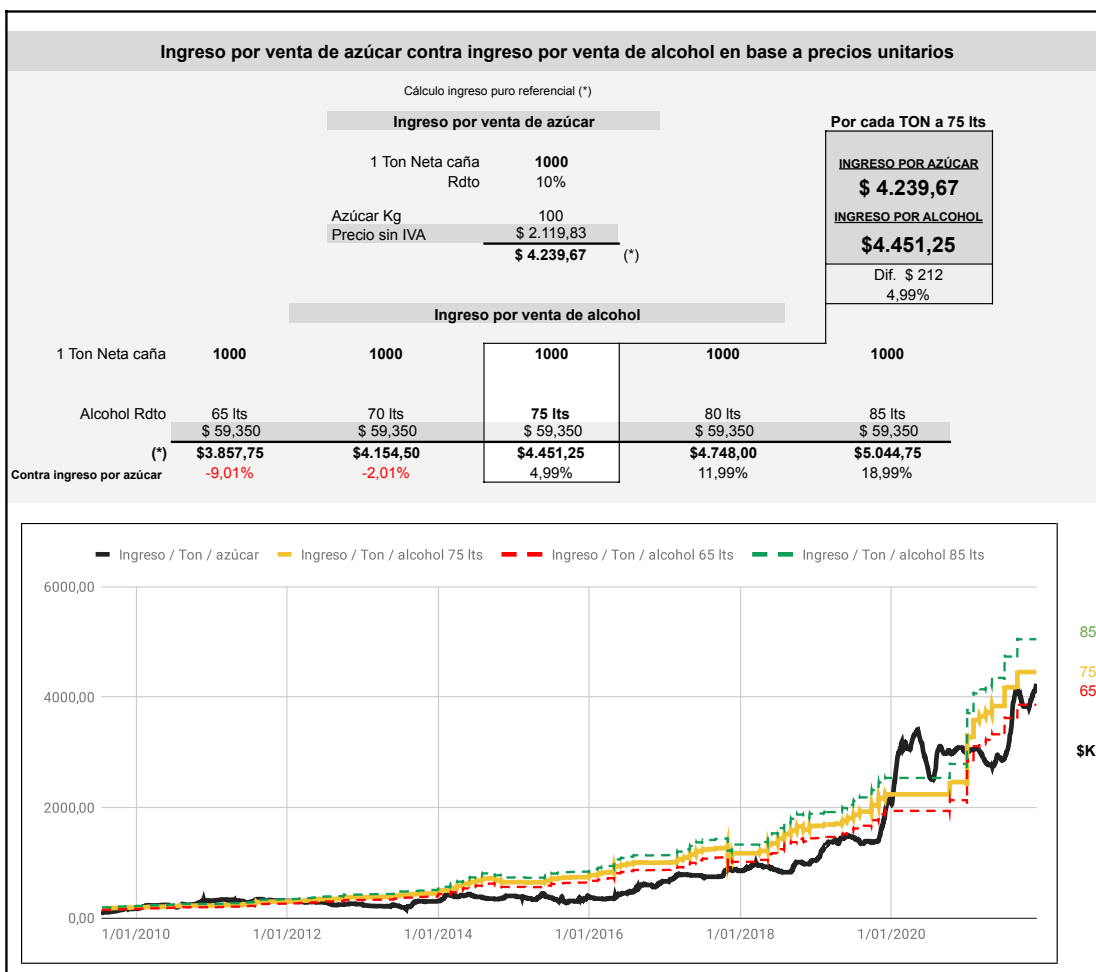 Ingreso por venta de azúcar contra ingreso por venta de alcohol en base a precios unitarios
Cálculo ingreso puro referencial (*)
Ingreso por venta de azúcar
Por cada TON a 75 lts
1 Ton Neta caña 1000
Rdto 10%
INGRESO POR AZÚCAR
$ 4.239,67
Azúcar Kg 100
Precio sin IVA $ 2.119,83
$ 4.239,67 (*)
INGRESO POR ALCOHOL
$4.451,25
Dif. $ 212
4,99%
Ingreso por venta de alcohol
1 Ton Neta caña 1000 1000 1000 1000 1000
Alcohol Rdto 65 lts 70 lts 75 lts 80 lts 85 lts
$ 59,350 $ 59,350 $ 59,350 $ 59,350 $ 59,350
(*) $3.857,75 $4.154,50 $4.451,25 $4.748,00 $5.044,75
Contra ingreso por azúcar -9,01% -2,01% 4,99% 11,99% 18,99%
Ingreso / Ton / azúcar Ingreso / Ton / alcohol 75 lts Ingreso / Ton / alcohol 65 lts Ingreso / Ton / alcohol 85 lts
6000,00
4000,00
2000,00
0,00
1/01/2010 1/01/2012 1/01/2014 1/01/2016 1/01/2018 1/01/2020
85
75
65
$K